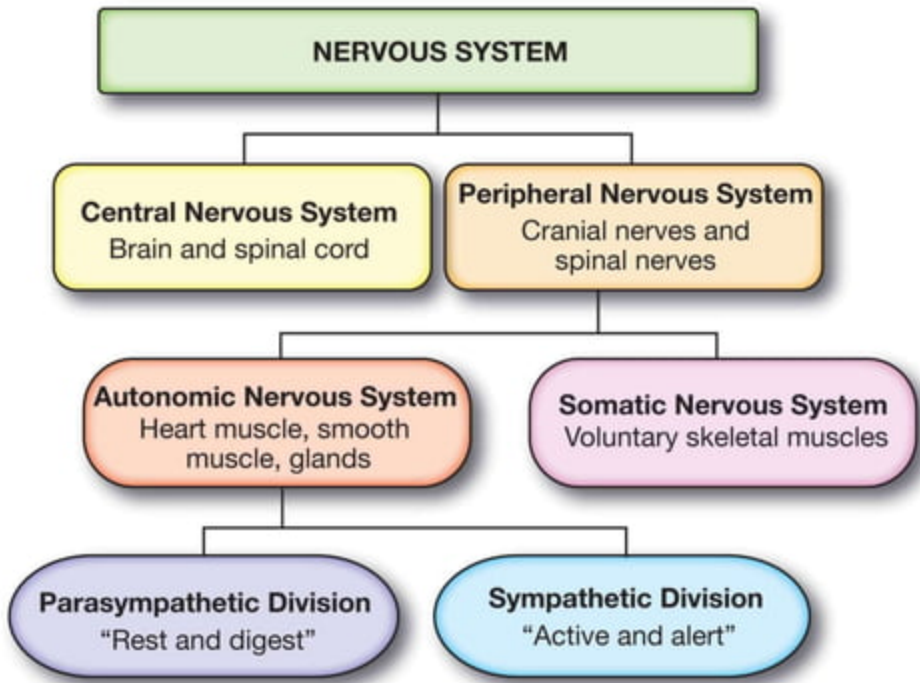 NERVOUS SYSTEM
Central Nervous System
Brain and spinal cord
Peripheral Nervous System
Cranial nerves and
spinal nerves
Autonomic Nervous System
Heart muscle, smooth
muscle, glands
Somatic Nervous System
Voluntary skeletal muscles
Parasympathetic Division
“Rest and digest”
Sympathetic Division
“Active and alert”